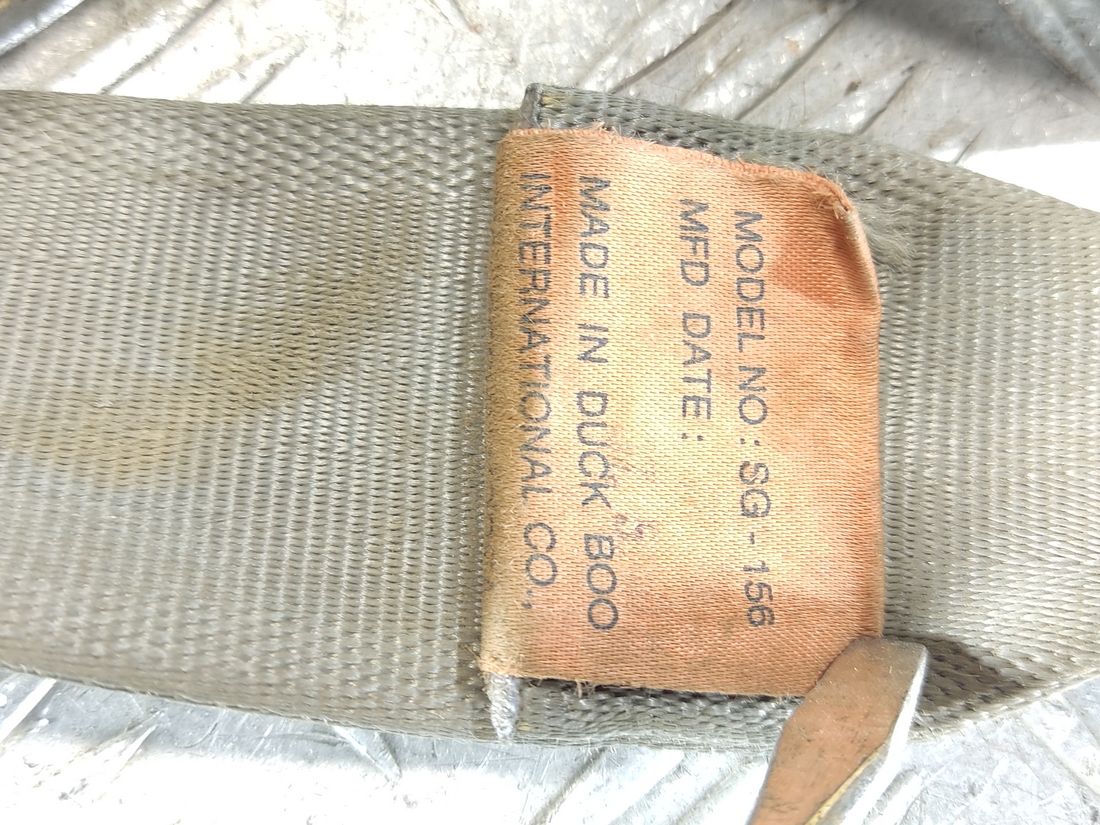 MODEL NO: SG-156
MFD DATE:
MADE IN DUCK BOO
INTERNATIONAL CO.,